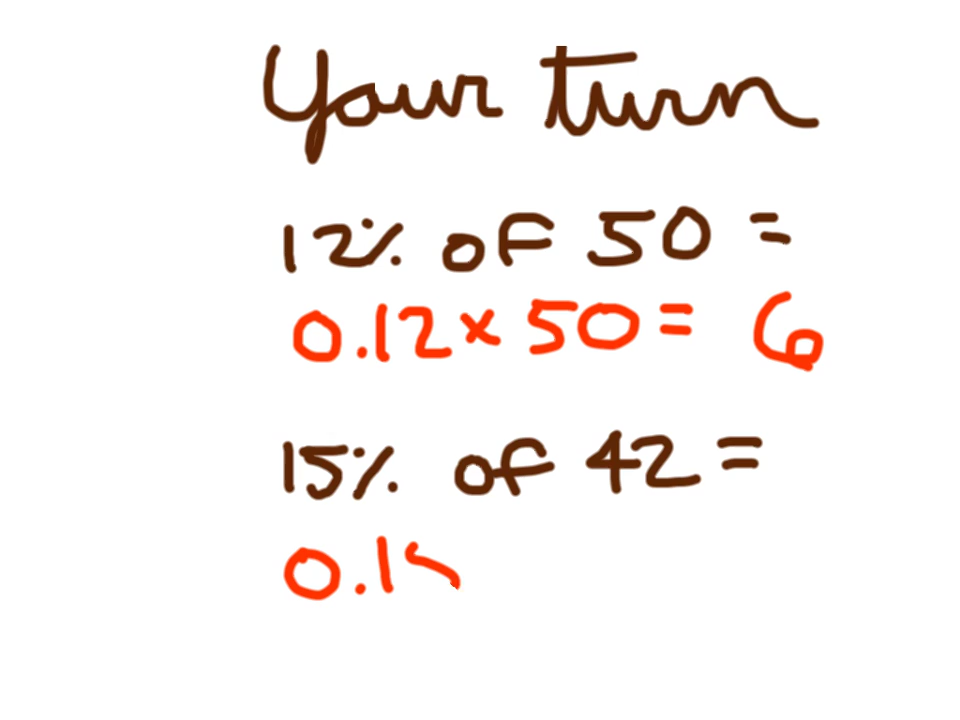 Your turn
12% of 50 =
0.12 x 50 = 6
15% of 42 =
0.1